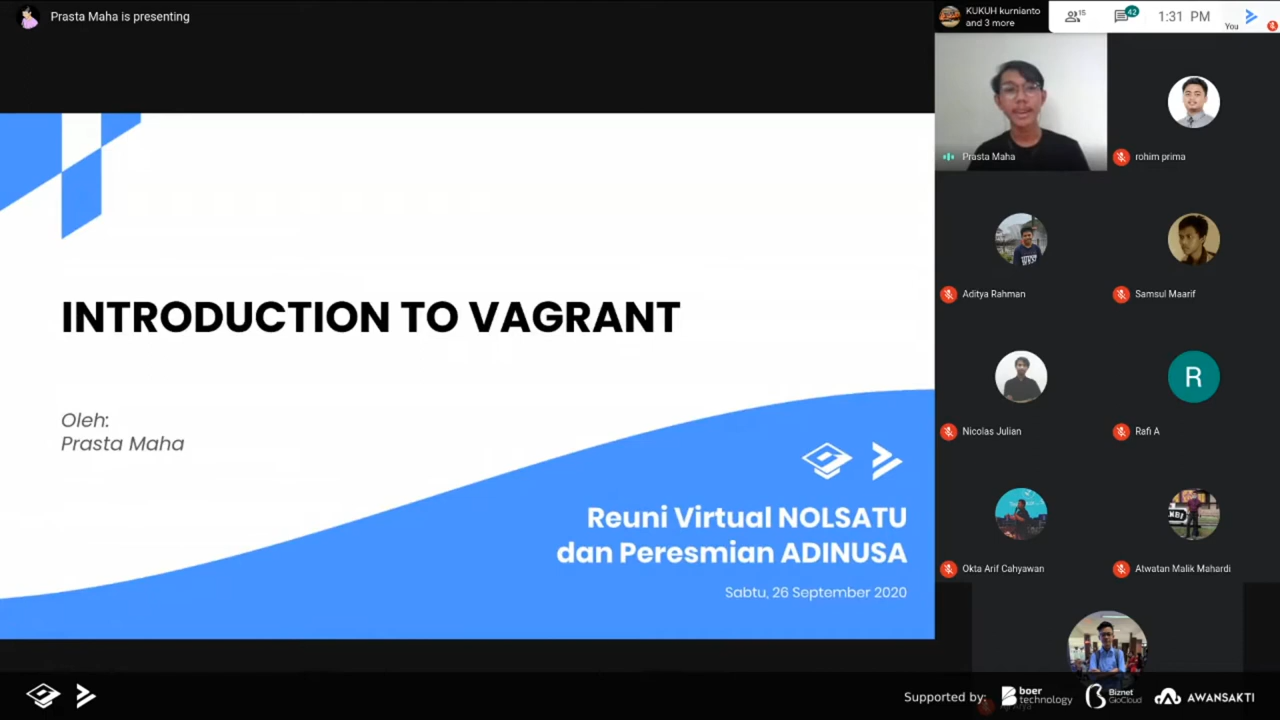 Prasta Maha is presenting
KUKUH kurnianto
and 3 more
15
42
1:31 PM
You
Prasta Maha
rohim prima
Aditya Rahman
Samsul Maarif
Nicolas Julian
R
Rafi A
Okta Arif Cahyawan
Atwatan Malik Mahardi
INTRODUCTION TO VAGRANT
Oleh:
Prasta Maha
Reuni Virtual NOLSATU
dan Peresmian ADINUSA
Sabtu, 26 September 2020
Supported by:
boer
technology
Biznet
GioCloud
AWANSAKTI